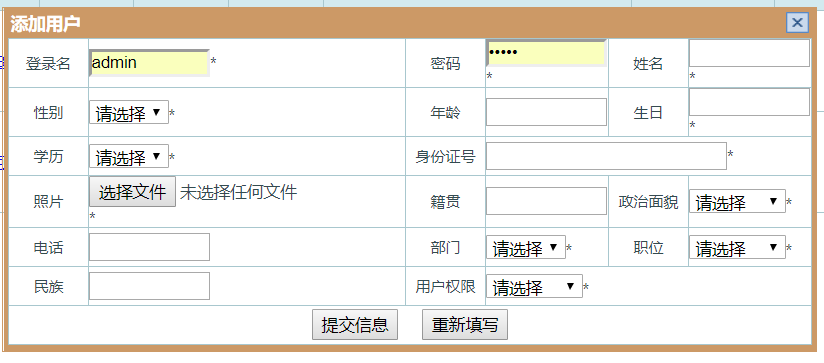 添加用户
登录名 admin * 密码 ••••• * 姓名 *
性别 请选择 * 年龄 生日 *
学历 请选择 * 身份证号 *
照片 选择文件 未选择任何文件 * 籍贯 政治面貌 请选择 *
电话 部门 请选择 * 职位 请选择 *
民族 用户权限 请选择 *
提交信息 重新填写